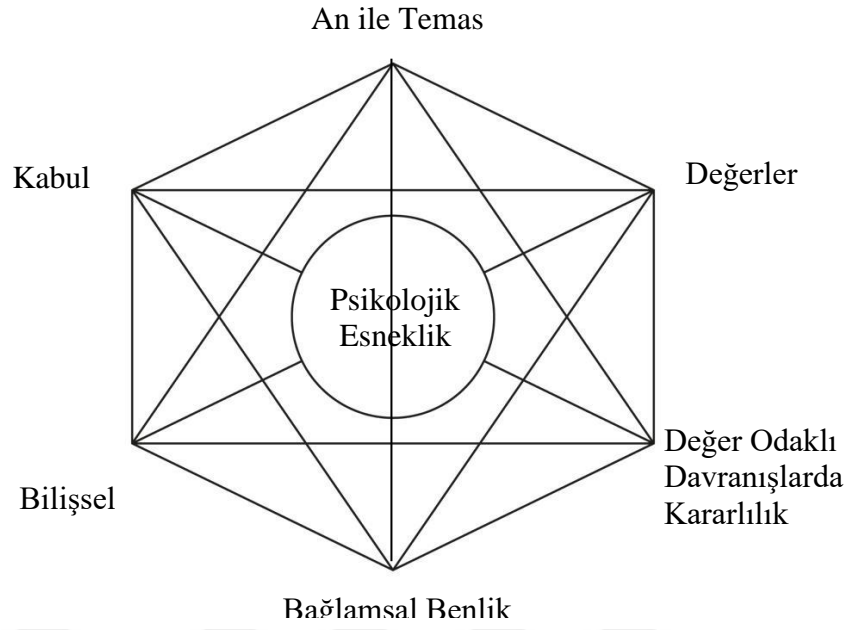 An ile Temas
Kabul
Değerler
Psikolojik
Esneklik
Değer Odaklı
Davranışlarda
Kararlılık
Bilişsel
Bağlamsal Benlik